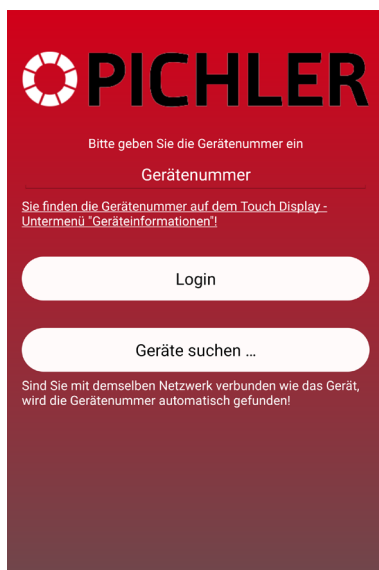 PICHLER
Bitte geben Sie die Gerätenummer ein
Gerätenummer
Sie finden die Gerätenummer auf dem Touch Display -
Untermenü "Geräteinformationen"!
Login
Geräte suchen ...
Sind Sie mit demselben Netzwerk verbunden wie das Gerät,
wird die Gerätenummer automatisch gefunden!